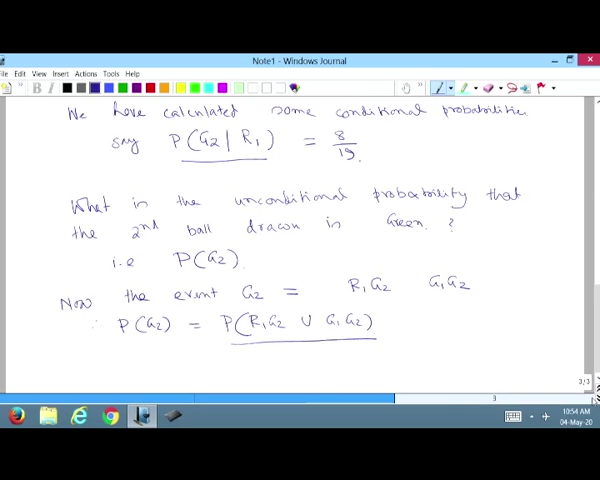 Note1 - Windows Journal
File Edit View Insert Actions Tools Help
We have calculated some conditional probabilities
say P(G2 | R1) = 8/19.
What is the unconditional probability that
the 2nd ball drawn is Green?
i.e P(G2).
Now the event G2 = R1G2 G1G2
∴ P(G2) = P(R1G2 ∪ G1G2)
3/3
3
10:54 AM
04-May-20